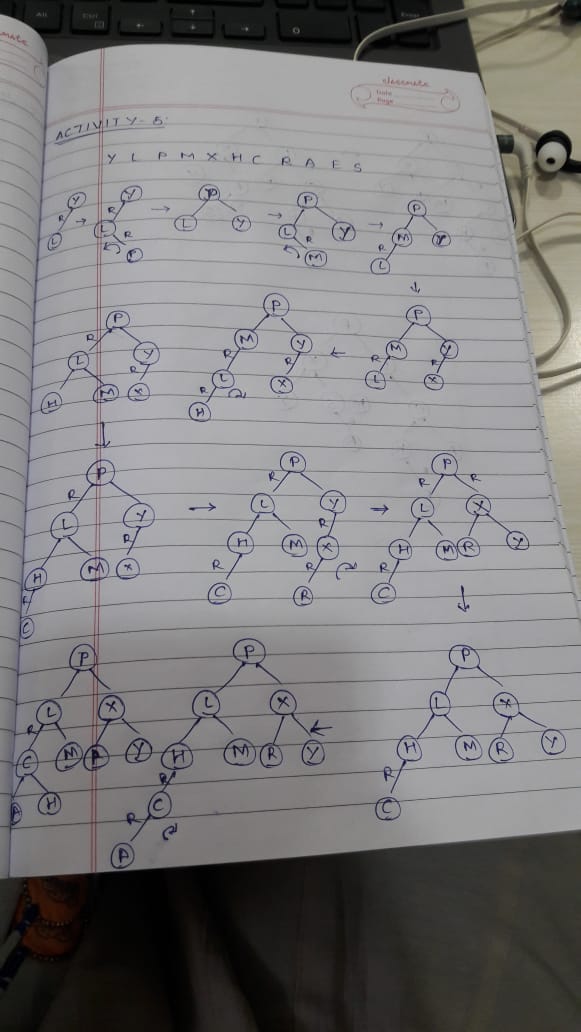 classmate
Date
Page
ACTIVITY-5:
Y L P M X H C R A E S
Y Y P P P
R R
L L L Y L Y M Y
R R R
P M L
P P P
R
L Y M Y M Y
R R R R R
H M X L X L X
R
H
P P P
R R R R
L Y L Y L X
R R
H M X H M X H M R Y
R R R R
C C R C
P P P
L X L X L X
R
C M R Y H M R Y H M R Y
R R
A H C C
R
A